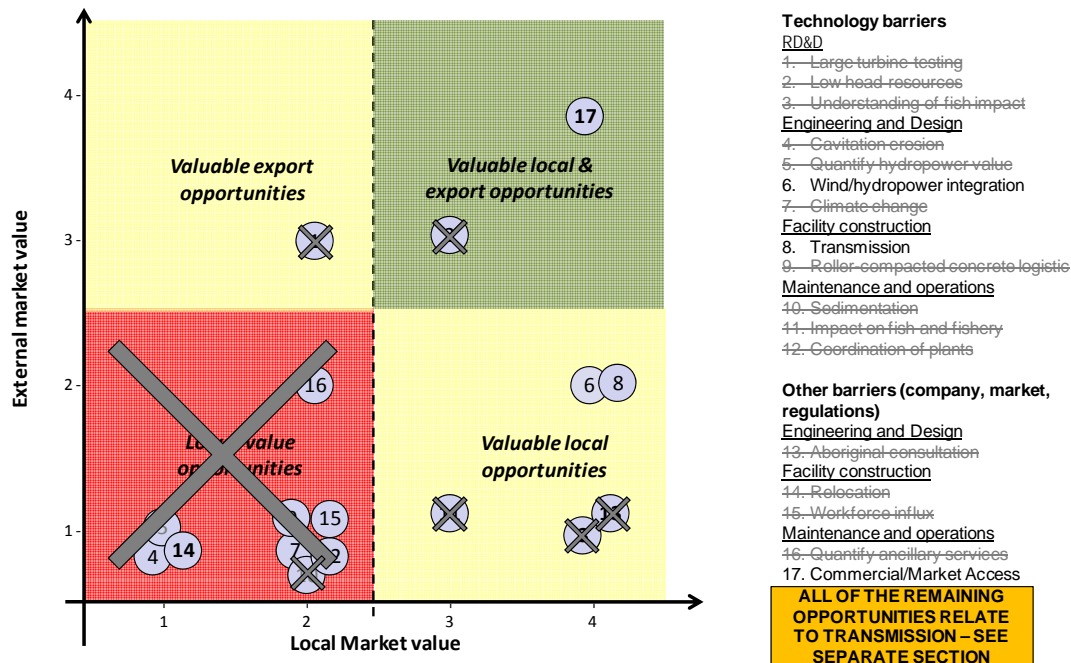 External market value
4
3
2
1
Valuable export
opportunities
Valuable local &
export opportunities
17
16
opportunities
4
14
7
15
6
8
Valuable local
opportunities
1
2
3
4
Local Market value
Technology barriers
RD&D
1. Large turbine testing
2. Low head resources
3. Understanding of fish impact
Engineering and Design
4. Cavitation erosion
5. Quantify hydropower value
6. Wind/hydropower integration
7. Climate change
Facility construction
8. Transmission
9. Roller-compacted concrete logistic
Maintenance and operations
10. Sedimentation
11. Impact on fish and fishery
12. Coordination of plants
Other barriers (company, market,
regulations)
Engineering and Design
13. Aboriginal consultation
Facility construction
14. Relocation
15. Workforce influx
Maintenance and operations
16. Quantify ancillary services
17. Commercial/Market Access
ALL OF THE REMAINING
OPPORTUNITIES RELATE
TO TRANSMISSION – SEE
SEPARATE SECTION